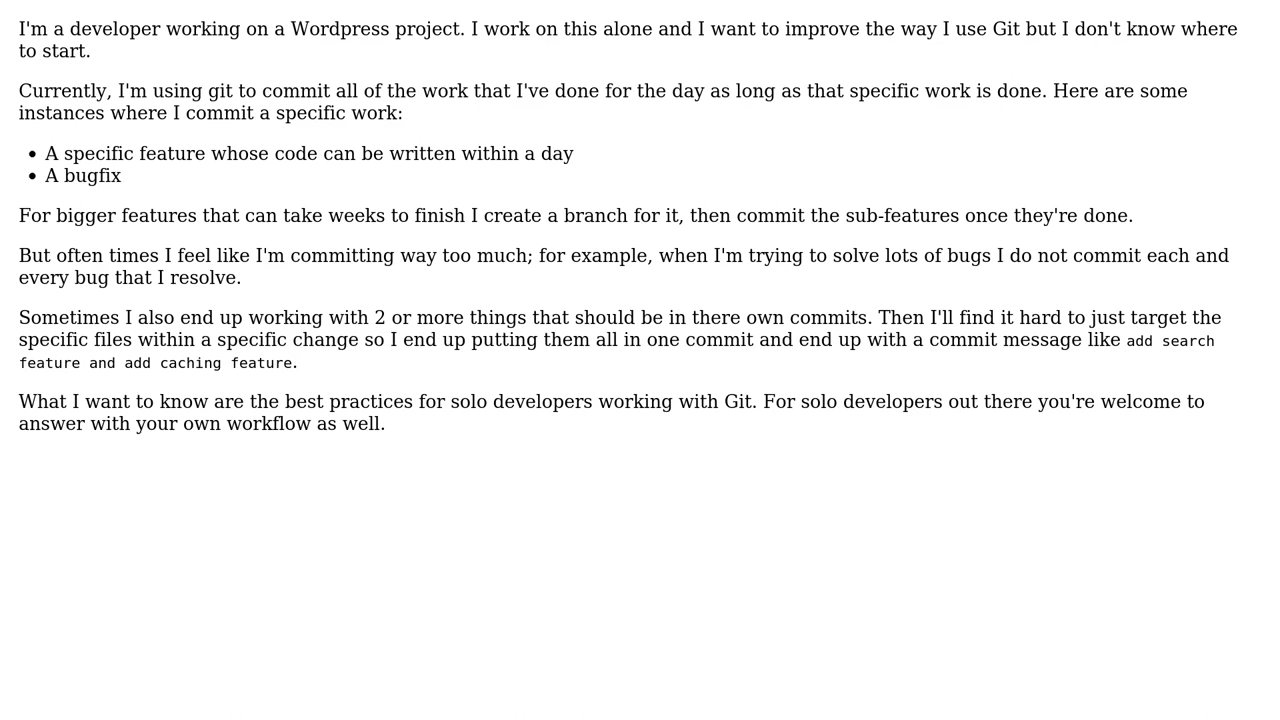 I'm a developer working on a Wordpress project. I work on this alone and I want to improve the way I use Git but I don't know where
to start.
Currently, I'm using git to commit all of the work that I've done for the day as long as that specific work is done. Here are some
instances where I commit a specific work:
• A specific feature whose code can be written within a day
• A bugfix
For bigger features that can take weeks to finish I create a branch for it, then commit the sub-features once they're done.
But often times I feel like I'm committing way too much; for example, when I'm trying to solve lots of bugs I do not commit each and
every bug that I resolve.
Sometimes I also end up working with 2 or more things that should be in there own commits. Then I'll find it hard to just target the
specific files within a specific change so I end up putting them all in one commit and end up with a commit message like add search
feature and add caching feature.
What I want to know are the best practices for solo developers working with Git. For solo developers out there you're welcome to
answer with your own workflow as well.